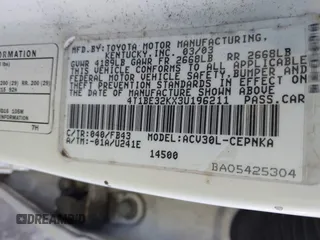 MFD.BY:TOYOTA MOTOR MANUFACTURING,
KENTUCKY, INC. 03/03
GVWR 4189LB GAWR FR 2668LB RR 2668LB
THIS VEHICLE CONFORMS TO ALL APPLICABLE
FEDERAL MOTOR VEHICLE SAFETY, BUMPER, AND
THEFT PREVENTION STANDARDS IN EFFECT ON THE
DATE OF MANUFACTURE SHOWN ABOVE.
4T1BE32KX3U196211 PASS.CAR
C/TR:040/FB43 MODEL:ACV30L-CEPNKA
A/TM:-01A/U241E
14500
BA05425304
7H